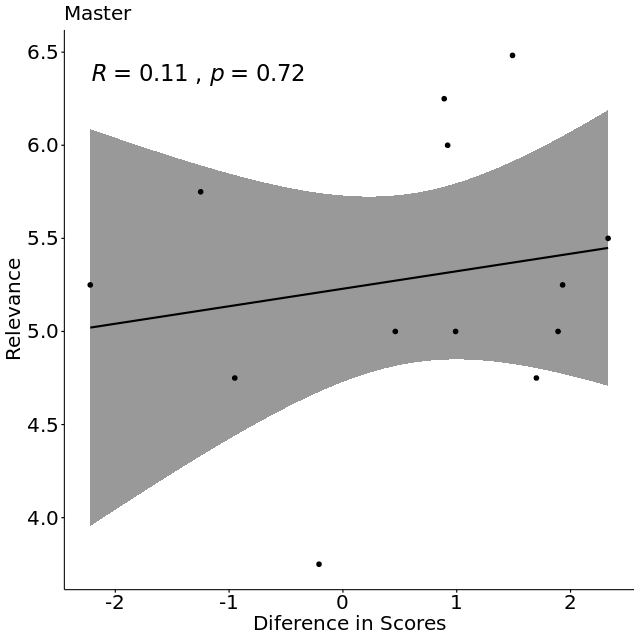 Master
R = 0.11 , p = 0.72
6.5
6.0
5.5
5.0
4.5
4.0
Relevance
-2 -1 0 1 2
Diference in Scores